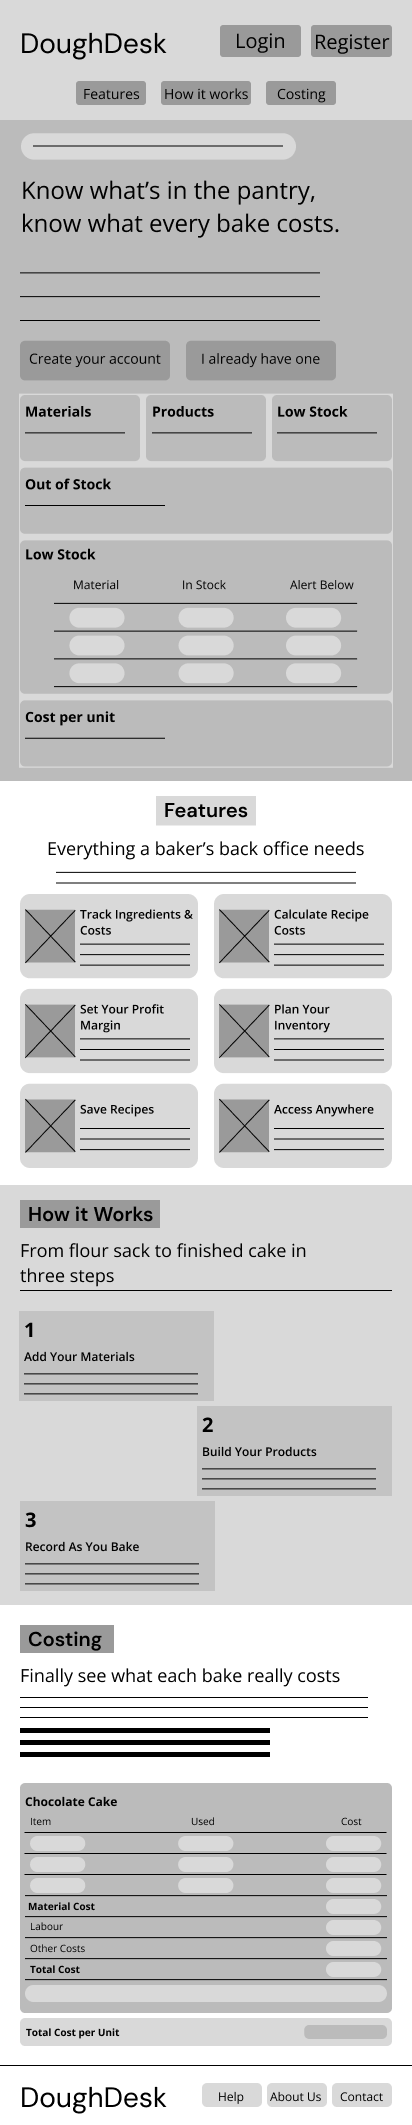 DoughDesk
Login
Register
Features
How it works
Costing
Know what’s in the pantry,
know what every bake costs.
Create your account
I already have one
Materials
Products
Low Stock
Out of Stock
Low Stock
Material
In Stock
Alert Below
Cost per unit
Features
Everything a baker’s back office needs
Track Ingredients &
Costs
Calculate Recipe
Costs
Set Your Profit
Margin
Plan Your
Inventory
Save Recipes
Access Anywhere
How it Works
From flour sack to finished cake in
three steps
1
Add Your Materials
2
Build Your Products
3
Record As You Bake
Costing
Finally see what each bake really costs
Chocolate Cake
Item
Used
Cost
Material Cost
Labour
Other Costs
Total Cost
Total Cost per Unit
DoughDesk
Help
About Us
Contact